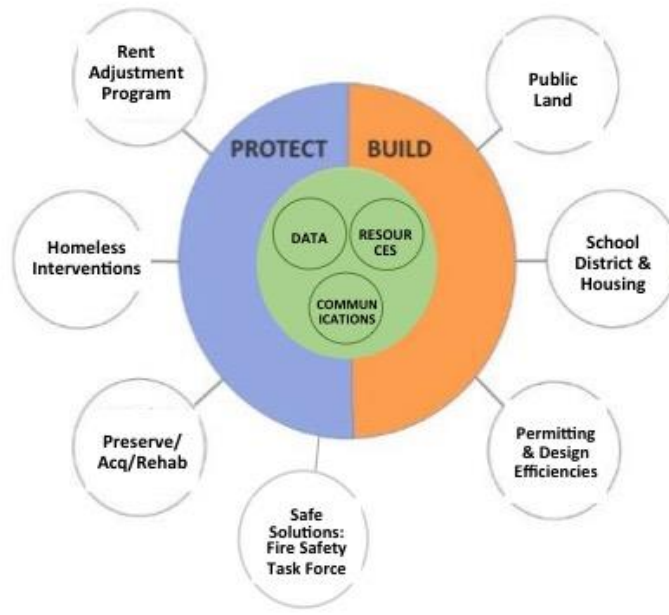 Rent
Adjustment
Program
Public
Land
PROTECT
BUILD
DATA
RESOUR
CES
COMMUN
ICATIONS
Homeless
Interventions
School
District &
Housing
Preserve/
Acq/Rehab
Permitting
& Design
Efficiencies
Safe
Solutions:
Fire Safety
Task Force